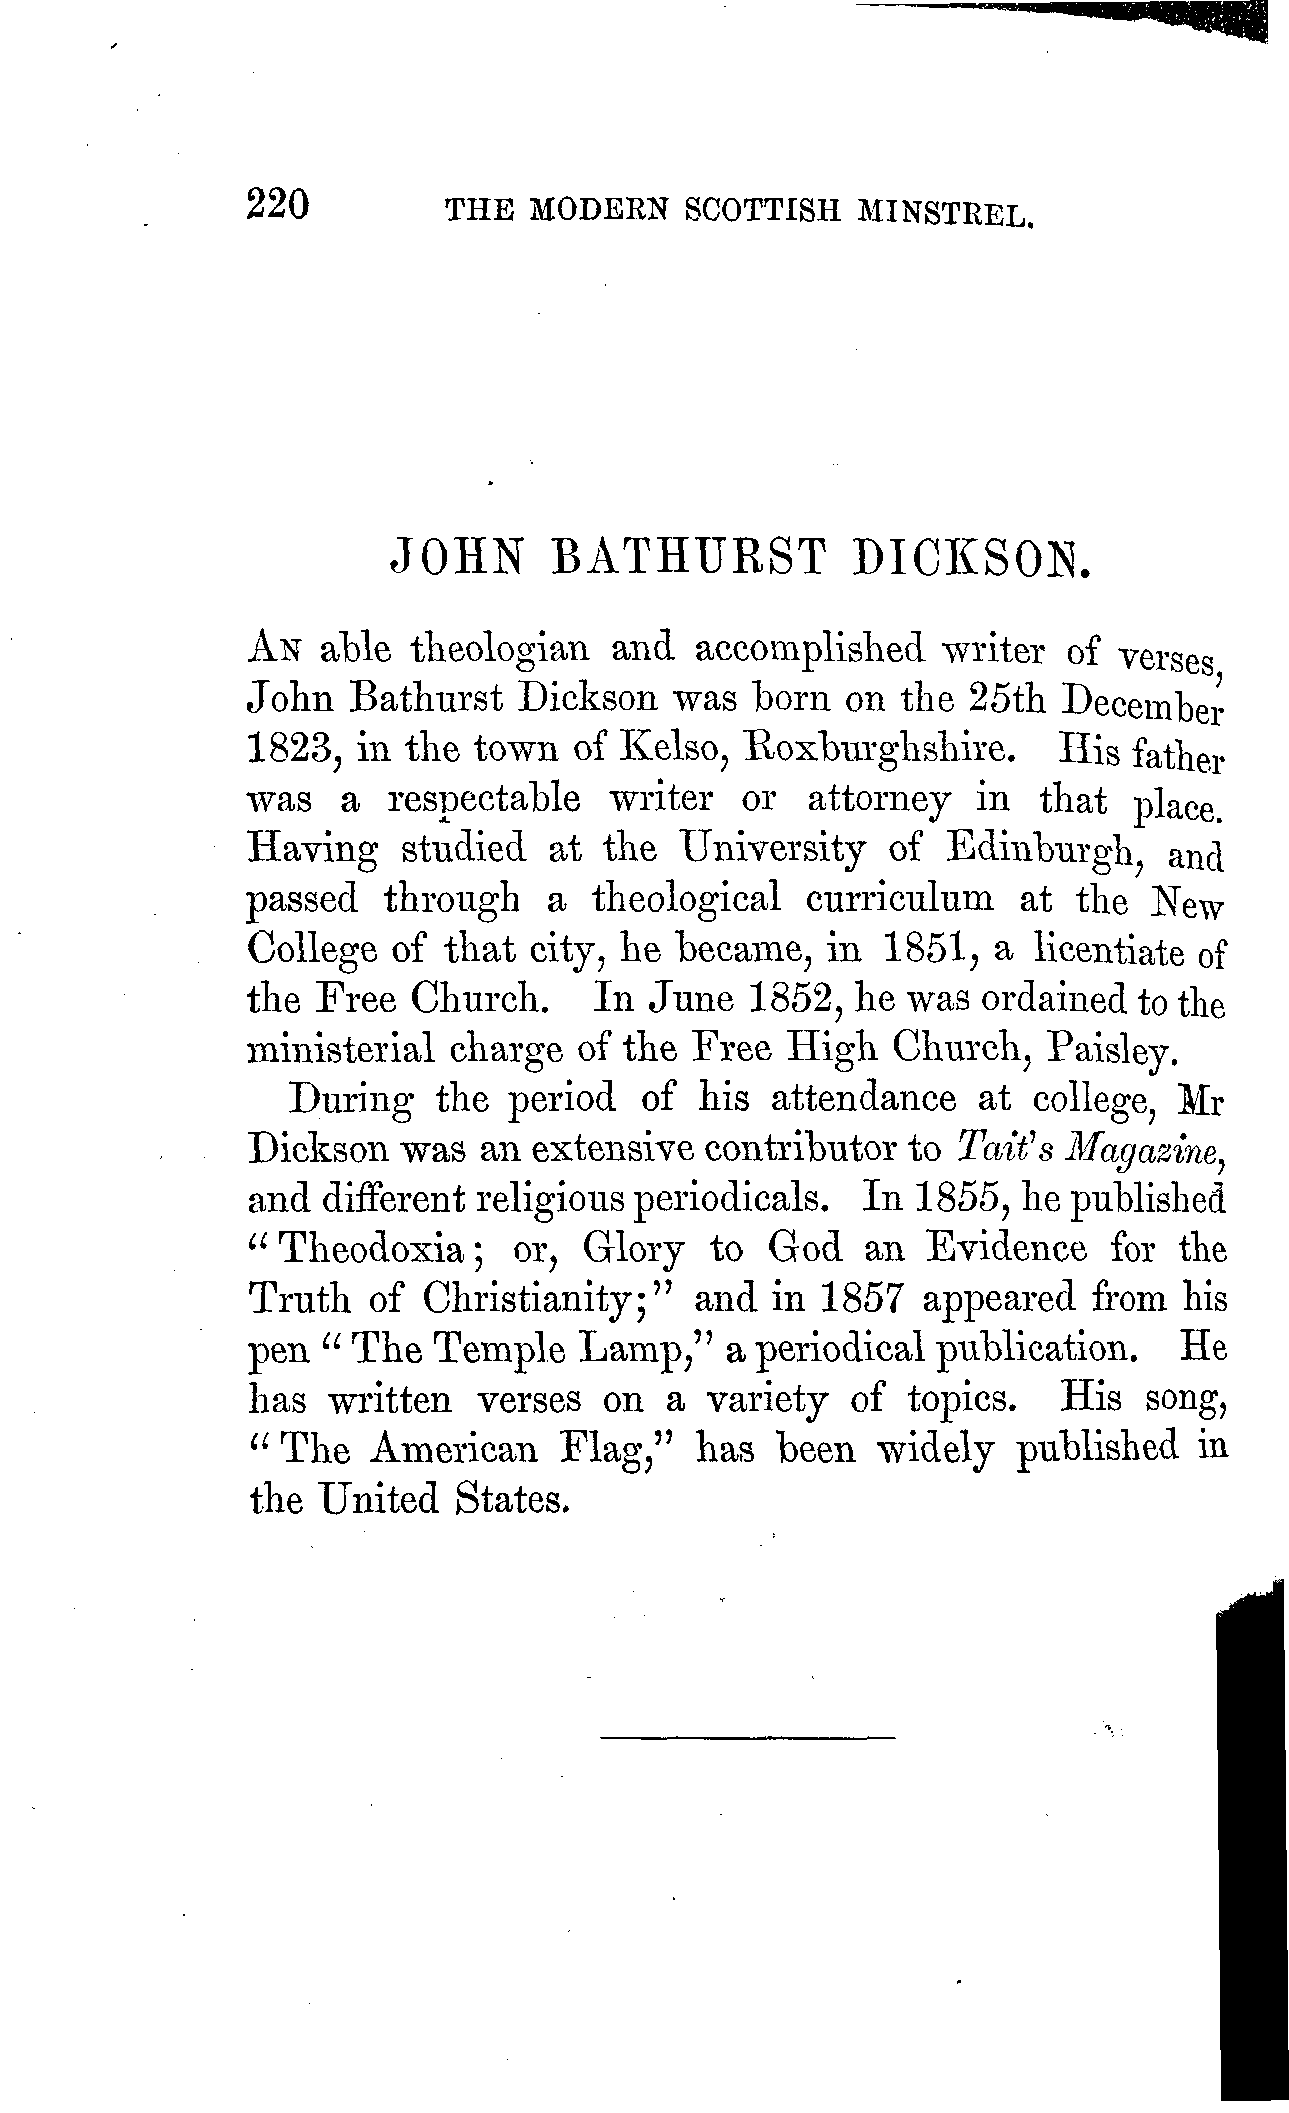 220 THE MODERN SCOTTISH MINSTREL.
JOHN BATHURST DICKSON.
AN able theologian and accomplished writer of verses,
John Bathurst Dickson was born on the 25th December
1823, in the town of Kelso, Roxburghshire. His father
was a respectable writer or attorney in that place.
Having studied at the University of Edinburgh, and
passed through a theological curriculum at the New
College of that city, he became, in 1851, a licentiate of
the Free Church. In June 1852, he was ordained to the
ministerial charge of the Free High Church, Paisley.
During the period of his attendance at college, Mr
Dickson was an extensive contributor to Tait's Magazine,
and different religious periodicals. In 1855, he published
“Theodoxia; or, Glory to God an Evidence for the
Truth of Christianity;” and in 1857 appeared from his
pen “The Temple Lamp,” a periodical publication. He
has written verses on a variety of topics. His song,
“The American Flag,” has been widely published in
the United States.